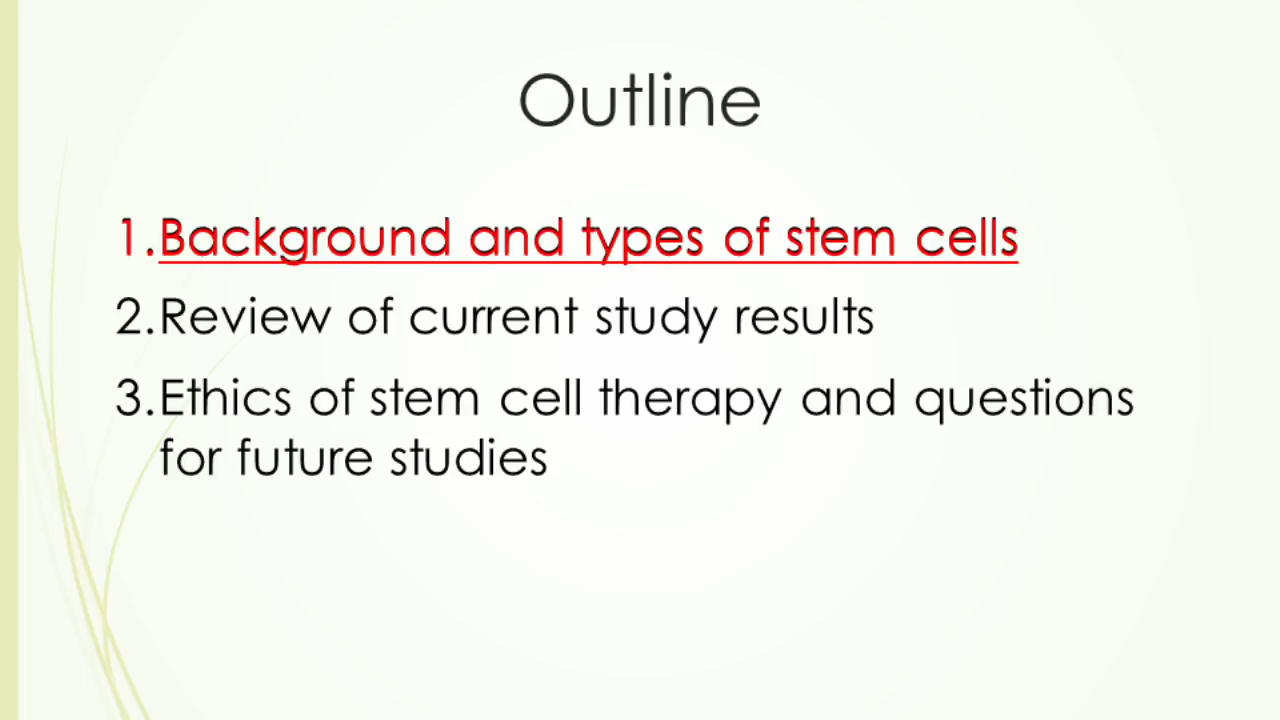 Outline
1.Background and types of stem cells
2.Review of current study results
3.Ethics of stem cell therapy and questions
for future studies